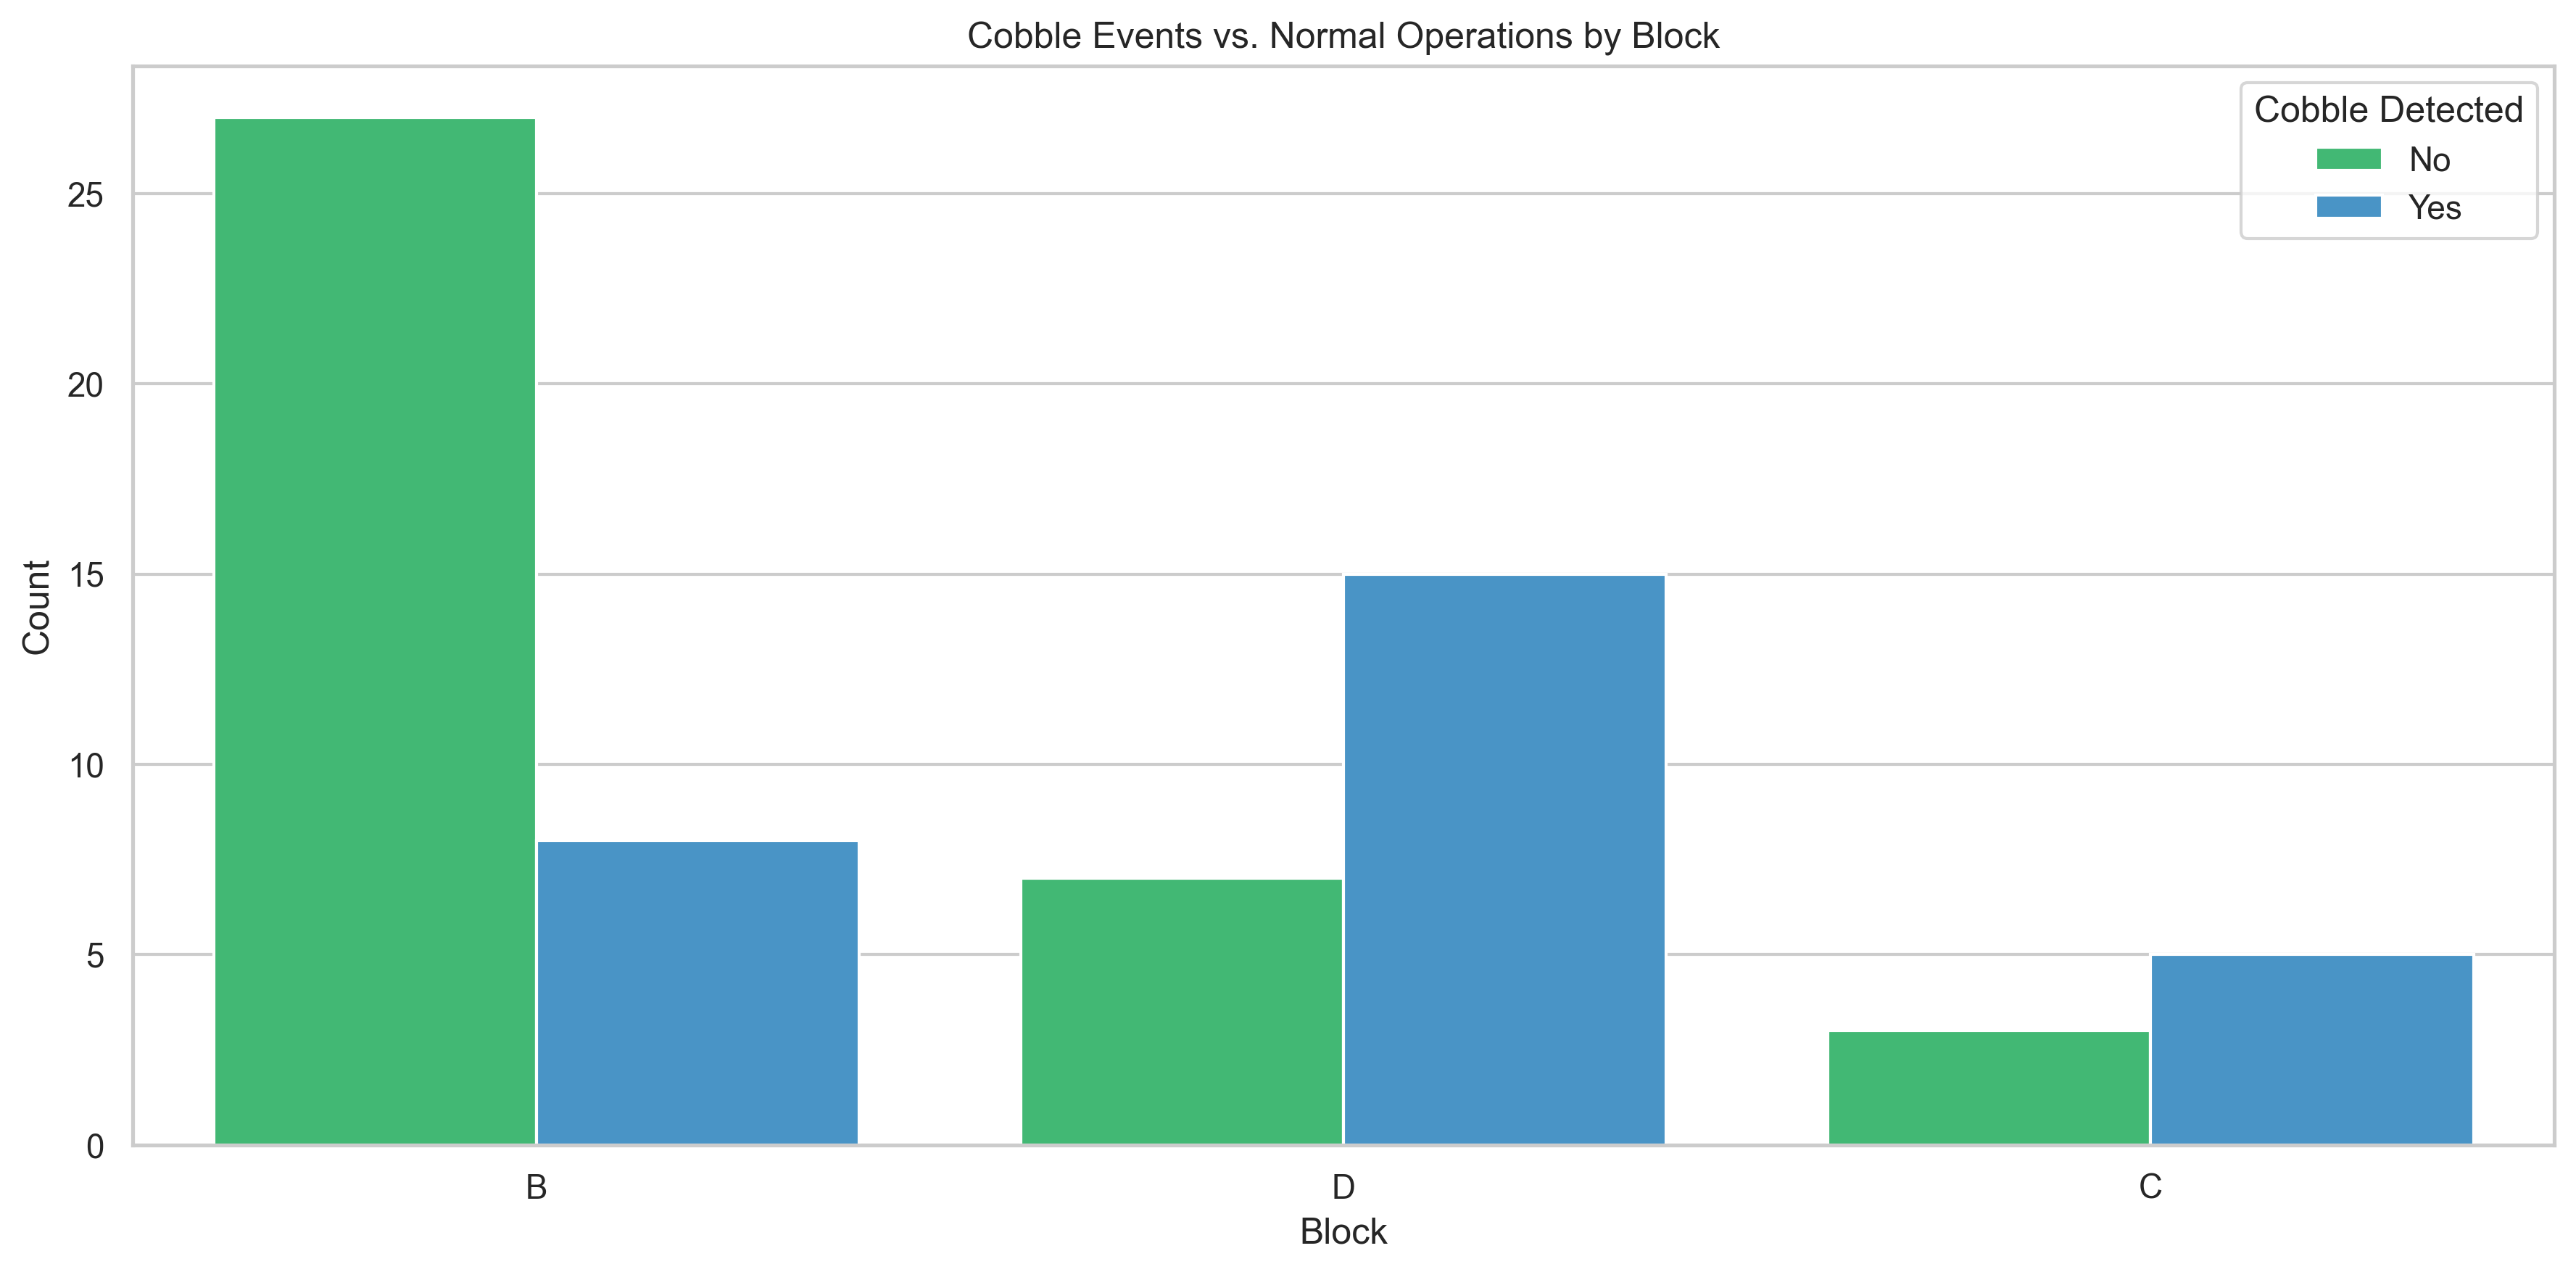 Cobble Events vs. Normal Operations by Block
Cobble Detected
No
Yes
Count
25
20
15
10
5
0
B D C
Block